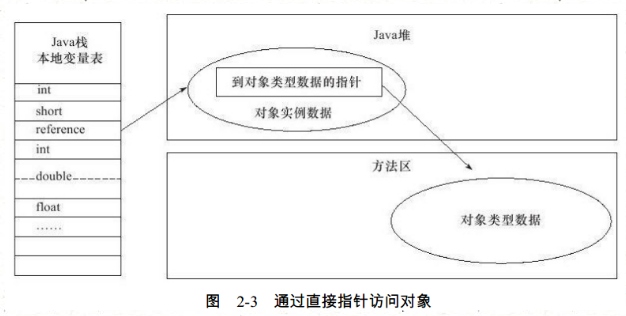 Java栈
本地变量表
int
short
reference
int
double
float
……
Java堆
到对象类型数据的指针
对象实例数据
方法区
对象类型数据
图 2-3 通过直接指针访问对象